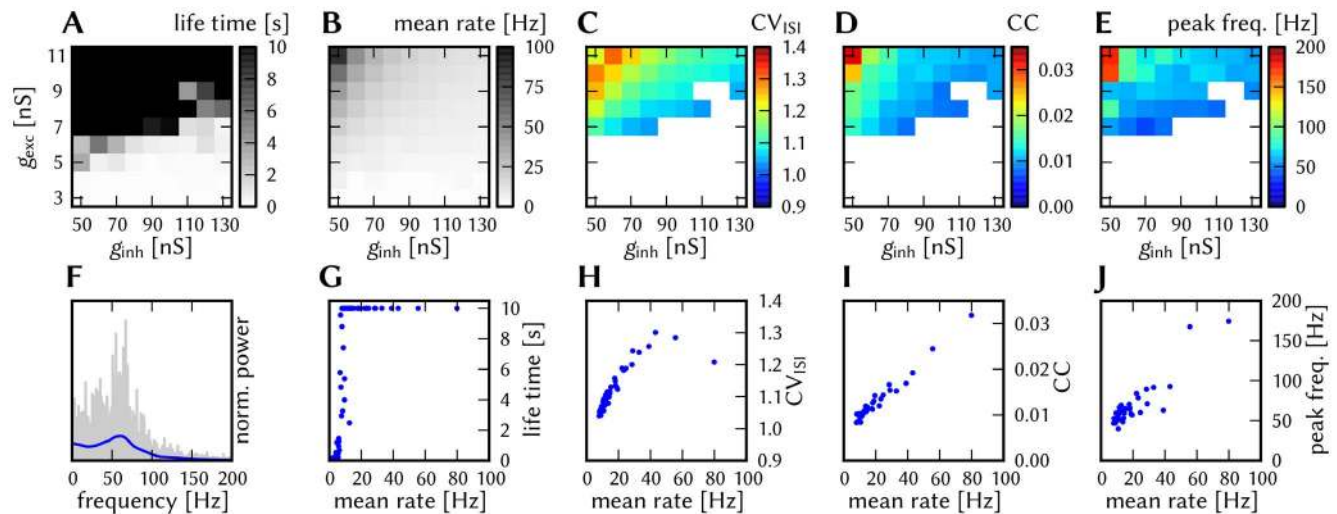 A life time [s] B mean rate [Hz] C CV_ISI D CC E peak freq. [Hz]
11 10 100 1.4 200
9 8 75 1.3 0.03 150
7 6 50 1.2 0.02 100
5 4 25 1.1 0.01 50
3 2 0 1.0 0.00 0
0 0.9
g_exc [nS]
50 70 90 110 130 50 70 90 110 130 50 70 90 110 130 50 70 90 110 130 50 70 90 110 130
g_inh [nS] g_inh [nS] g_inh [nS] g_inh [nS] g_inh [nS]
F G H I J
norm. power
0 50 100 150 200
frequency [Hz]
10
8
6
4
2
0
life time [s]
0 20 40 60 80 100
mean rate [Hz]
1.4
1.3
1.2
1.1
1.0
0.9
CV_ISI
0 20 40 60 80 100
mean rate [Hz]
0.03
0.02
0.01
0.00
CC
0 20 40 60 80 100
mean rate [Hz]
200
150
100
50
0
peak freq. [Hz]
0 20 40 60 80 100
mean rate [Hz]